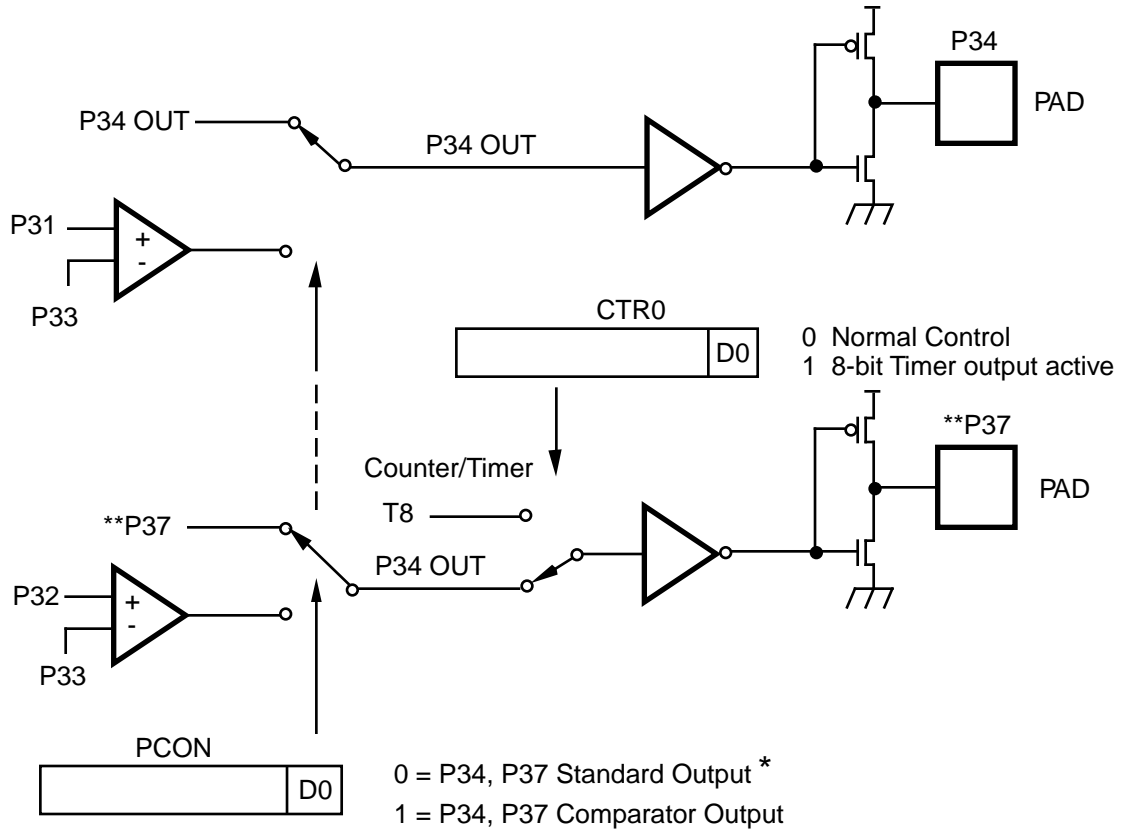 P34
PAD
P34 OUT
P34 OUT
P31
+
-
P33
CTR0
D0
0 Normal Control
1 8-bit Timer output active
**P37
PAD
Counter/Timer
T8
**P37
P34 OUT
P32
+
-
P33
PCON
D0
0 = P34, P37 Standard Output *
1 = P34, P37 Comparator Output